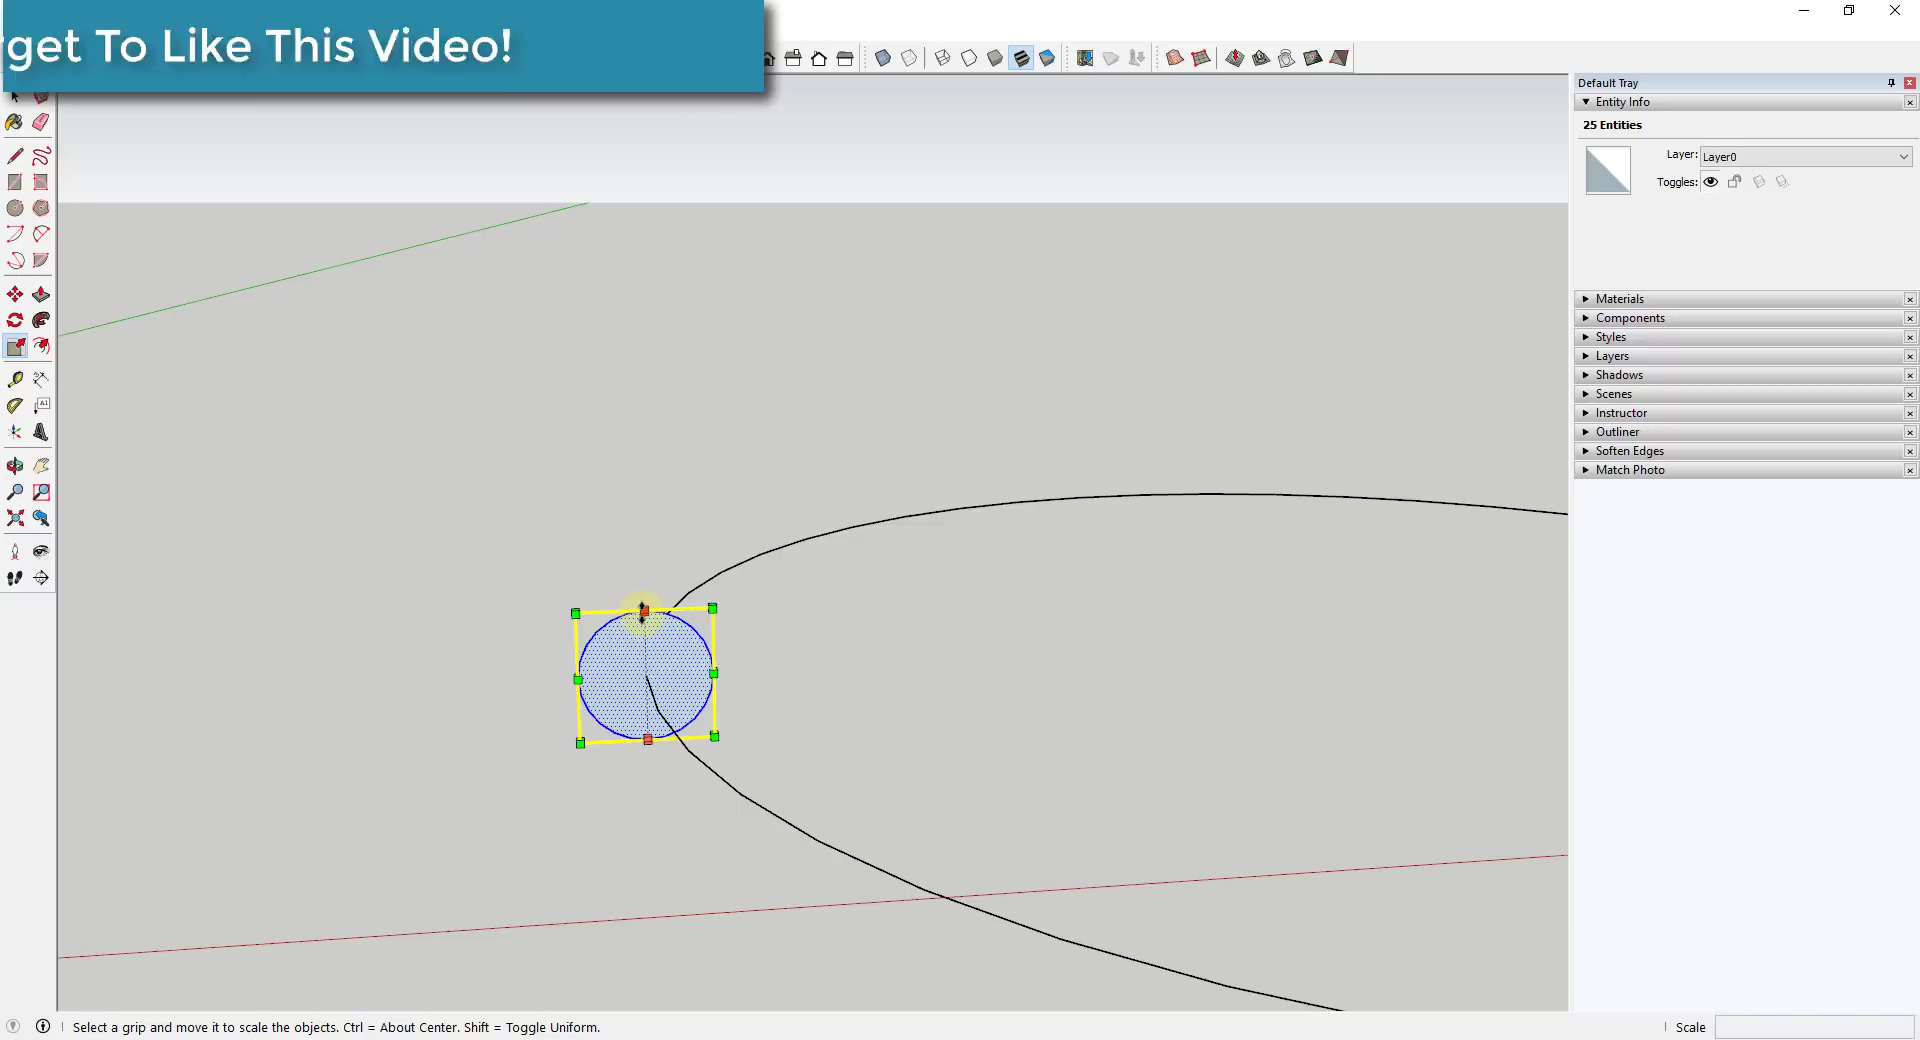 get To Like This Video!
Default Tray
Entity Info
25 Entities
Layer:
Layer0
Toggles:
Materials
Components
Styles
Layers
Shadows
Scenes
Instructor
Outliner
Soften Edges
Match Photo
A1
Select a grip and move it to scale the objects. Ctrl = About Center. Shift = Toggle Uniform.
Scale